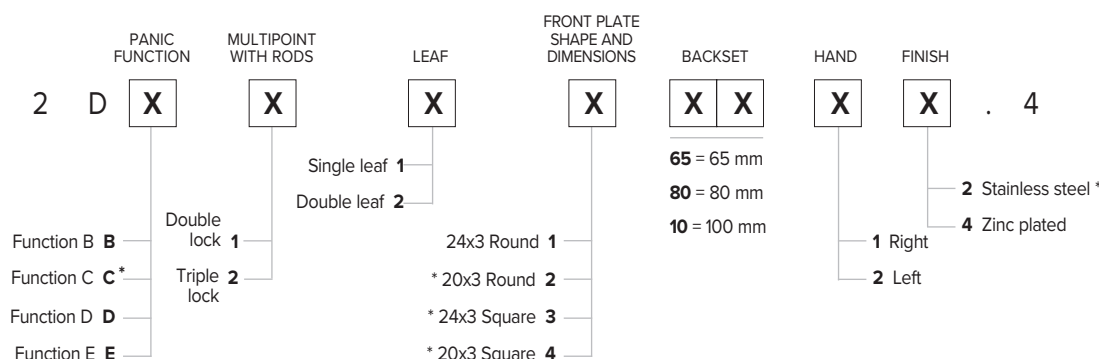 PANIC FUNCTION
MULTIPOINT WITH RODS
LEAF
FRONT PLATE SHAPE AND DIMENSIONS
BACKSET
HAND
FINISH
2 D X X X X X X X X . 4
Function B B
Function C C *
Function D D
Function E E
Double lock 1
Triple lock 2
Single leaf 1
Double leaf 2
24x3 Round 1
* 20x3 Round 2
* 24x3 Square 3
* 20x3 Square 4
65 = 65 mm
80 = 80 mm
10 = 100 mm
1 Right
2 Left
2 Stainless steel *
4 Zinc plated